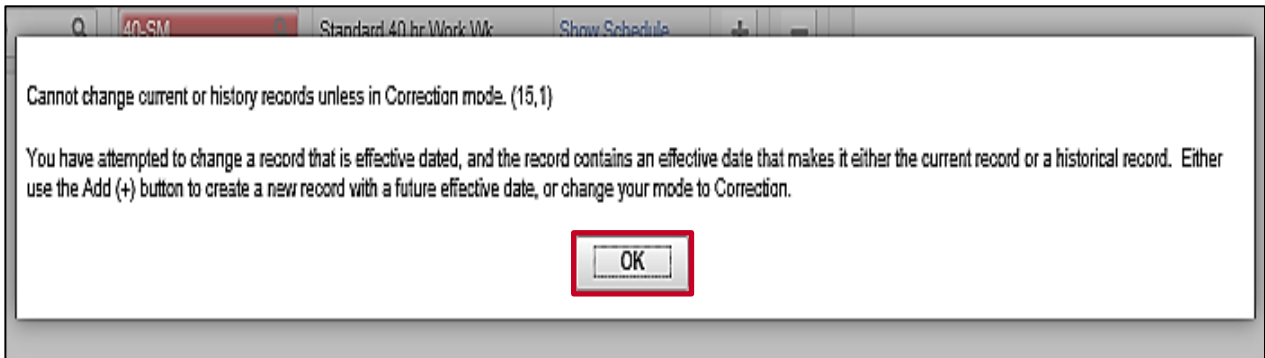 40-SM Standard 40 hr Work Wk Show Schedule
Cannot change current or history records unless in Correction mode. (15,1)
You have attempted to change a record that is effective dated, and the record contains an effective date that makes it either the current record or a historical record. Either
use the Add (+) button to create a new record with a future effective date, or change your mode to Correction.
OK